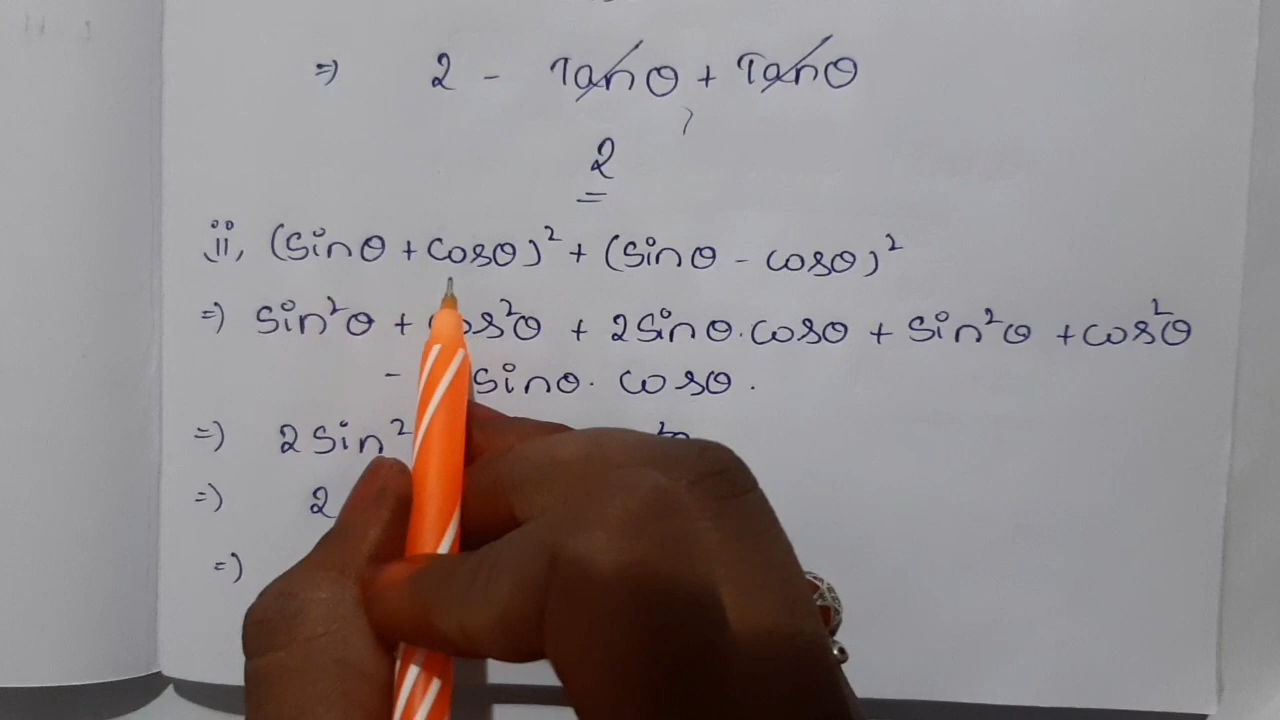 ⇒ 2 - Tanθ + Tanθ
2
ii, (sinθ + cosθ)² + (sinθ - cosθ)²
⇒ sin²θ + cos²θ + 2sinθ.cosθ + sin²θ + cos²θ
- sinθ. cosθ.
⇒ 2sin²
⇒ 2
⇒